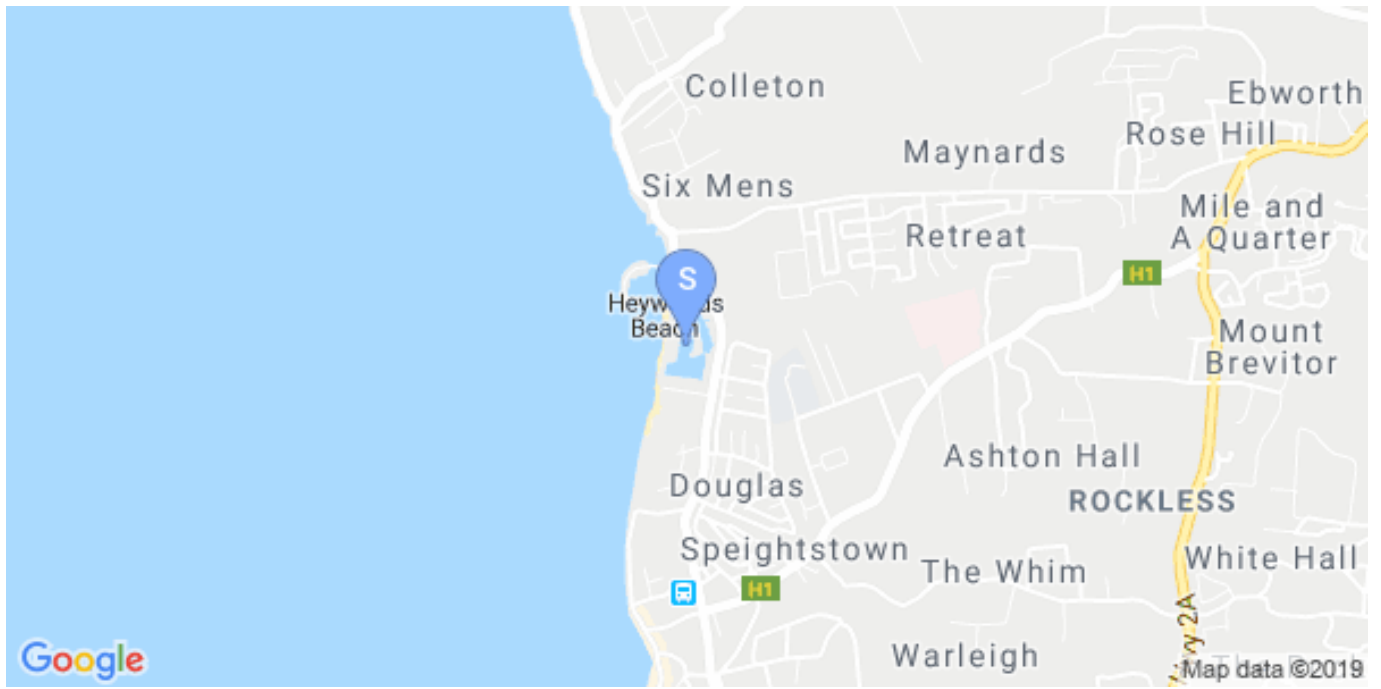 Colleton
Ebworth
Rose Hill
Maynards
Six Mens
Mile and
A Quarter
Retreat
H1
S
Beach
Mount
Brevitor
Ashton Hall
Douglas
ROCKLESS
Speightstown
White Hall
The Whim
H1
2A
Warleigh
Google
Map data ©2019